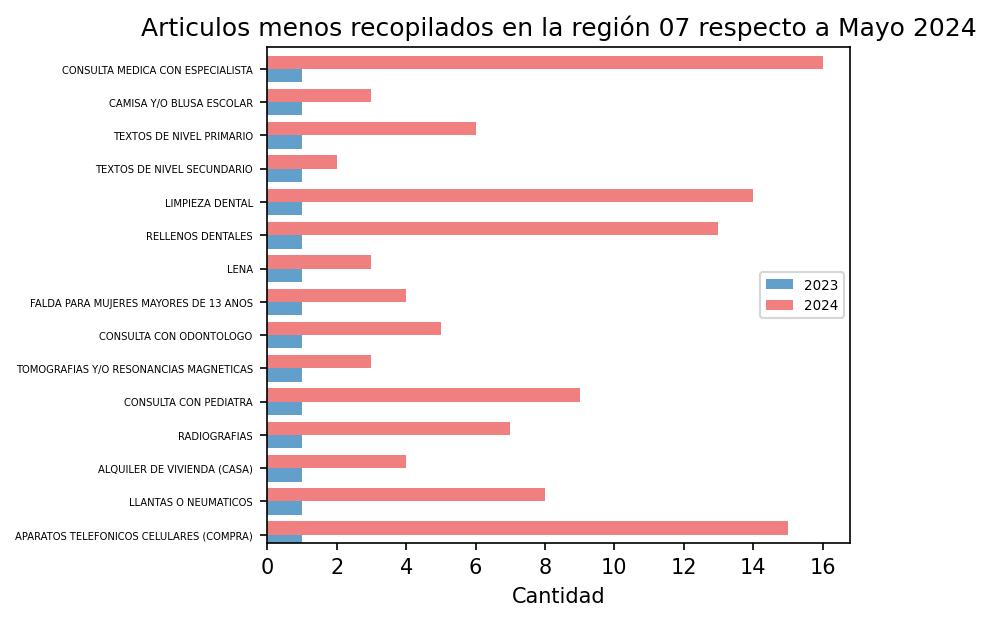 Articulos menos recopilados en la región 07 respecto a Mayo 2024
CONSULTA MEDICA CON ESPECIALISTA
CAMISA Y/O BLUSA ESCOLAR
TEXTOS DE NIVEL PRIMARIO
TEXTOS DE NIVEL SECUNDARIO
LIMPIEZA DENTAL
RELLENOS DENTALES
LENA
FALDA PARA MUJERES MAYORES DE 13 ANOS
CONSULTA CON ODONTOLOGO
TOMOGRAFIAS Y/O RESONANCIAS MAGNETICAS
CONSULTA CON PEDIATRA
RADIOGRAFIAS
ALQUILER DE VIVIENDA (CASA)
LLANTAS O NEUMATICOS
APARATOS TELEFONICOS CELULARES (COMPRA)
2023
2024
0 2 4 6 8 10 12 14 16
Cantidad